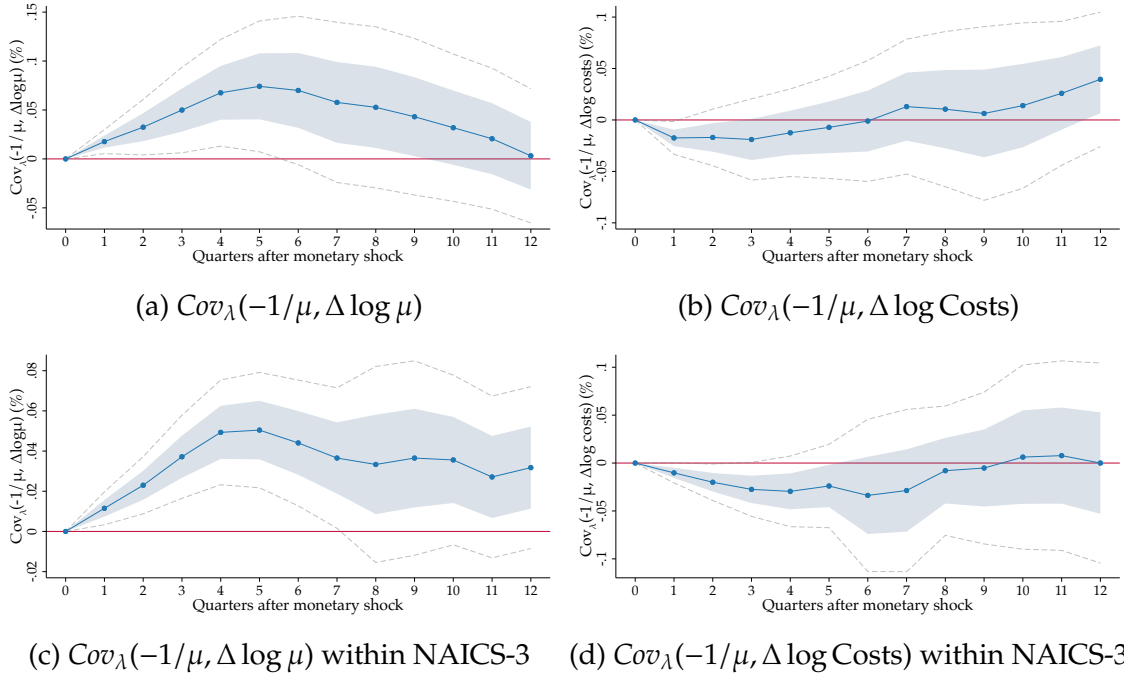 .15
.1
.05
0
-.05
Cov_λ(-1/μ, Δlogμ) (%)
0 1 2 3 4 5 6 7 8 9 10 11 12
Quarters after monetary shock
(a) Cov_λ(−1/μ, Δ log μ)
.1
.05
0
-.05
-.1
Cov_λ(-1/μ, Δlog costs) (%)
0 1 2 3 4 5 6 7 8 9 10 11 12
Quarters after monetary shock
(b) Cov_λ(−1/μ, Δ log Costs)
.08
.06
.04
.02
0
-.02
Cov_λ(-1/μ, Δlogμ) (%)
0 1 2 3 4 5 6 7 8 9 10 11 12
Quarters after monetary shock
(c) Cov_λ(−1/μ, Δ log μ) within NAICS-3
.1
.05
0
-.05
-.1
Cov_λ(-1/μ, Δlog costs) (%)
0 1 2 3 4 5 6 7 8 9 10 11 12
Quarters after monetary shock
(d) Cov_λ(−1/μ, Δ log Costs) within NAICS-3